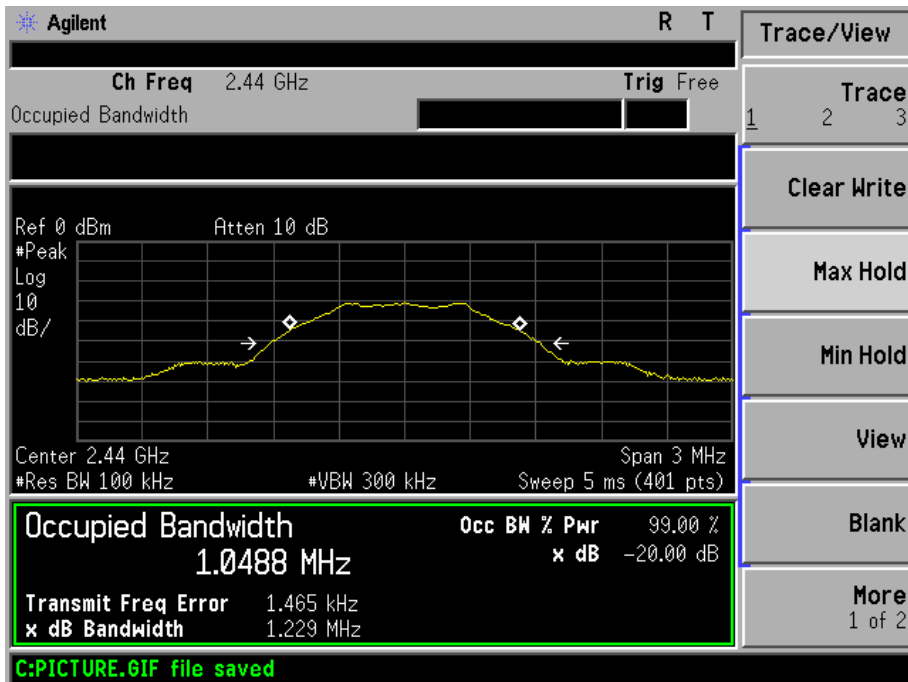 Agilent R T
Trace/View
Ch Freq 2.44 GHz Trig Free
Occupied Bandwidth
Trace
1 2 3
Clear Write
Max Hold
Min Hold
View
Blank
More
1 of 2
Ref 0 dBm Atten 10 dB
#Peak
Log
10
dB/
Center 2.44 GHz Span 3 MHz
#Res BW 100 kHz #VBW 300 kHz Sweep 5 ms (401 pts)
Occupied Bandwidth Occ BW % Pwr 99.00 %
1.0488 MHz x dB -20.00 dB
Transmit Freq Error 1.465 kHz
x dB Bandwidth 1.229 MHz
C:PICTURE.GIF file saved